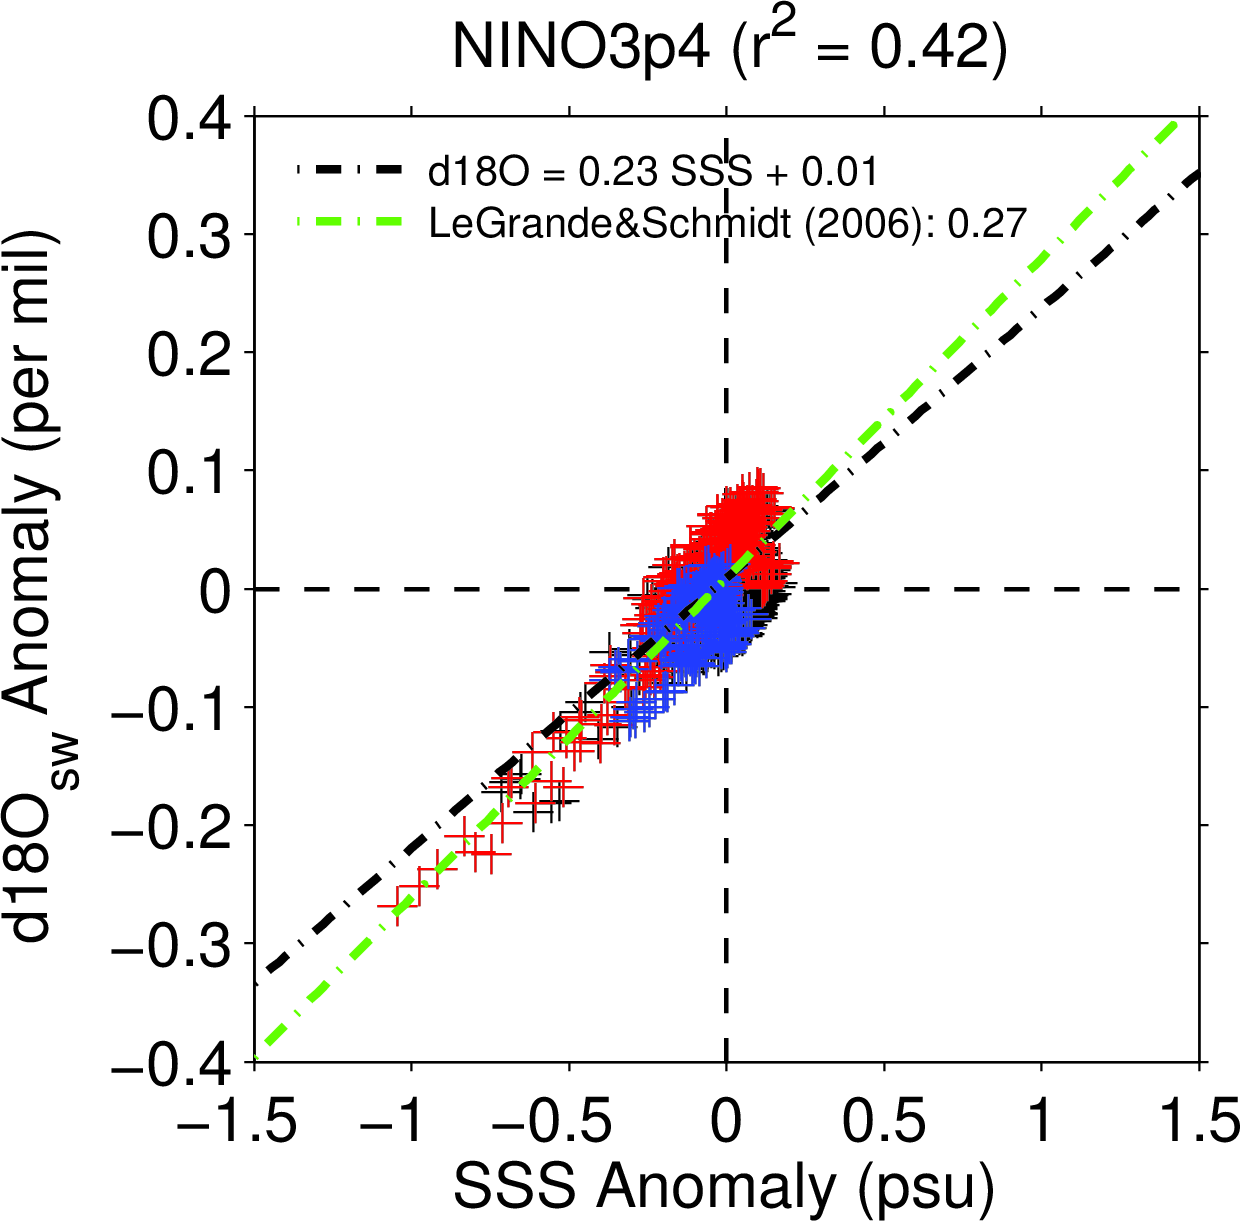 NINO3p4 (r² = 0.42)
d18O = 0.23 SSS + 0.01
LeGrande&Schmidt (2006): 0.27
0.4
0.3
0.2
0.1
0
−0.1
−0.2
−0.3
−0.4
d18Osw Anomaly (per mil)
−1.5 −1 −0.5 0 0.5 1 1.5
SSS Anomaly (psu)